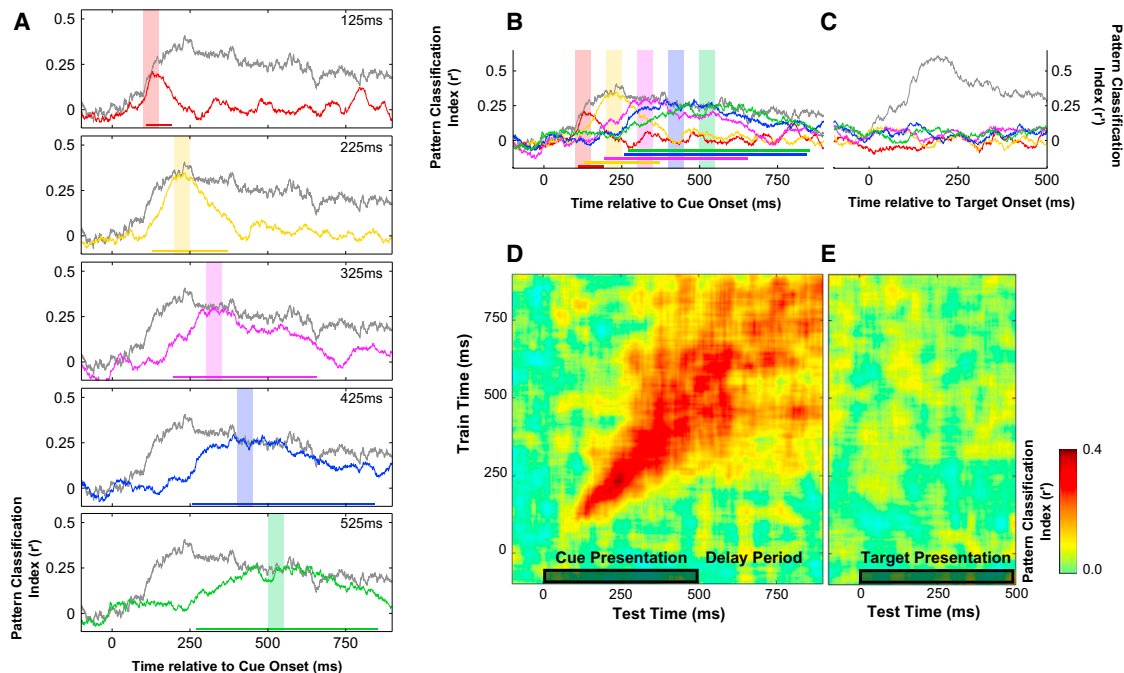 A
125ms
0.5
0.25
0
225ms
0.5
0.25
0
325ms
0.5
0.25
0
425ms
0.5
0.25
0
525ms
0.5
0.25
0
Pattern Classification
Index (r')
0
250
500
750
Time relative to Cue Onset (ms)
B
Pattern Classification
Index (r')
0.5
0.25
0
0
250
500
750
Time relative to Cue Onset (ms)
C
Pattern Classification
Index (r')
0.5
0.25
0
0
250
500
Time relative to Target Onset (ms)
D
Train Time (ms)
750
500
250
0
Cue Presentation
Delay Period
0
250
500
750
Test Time (ms)
E
Target Presentation
0
250
500
Test Time (ms)
Pattern Classification
Index (r')
0.4
0.0